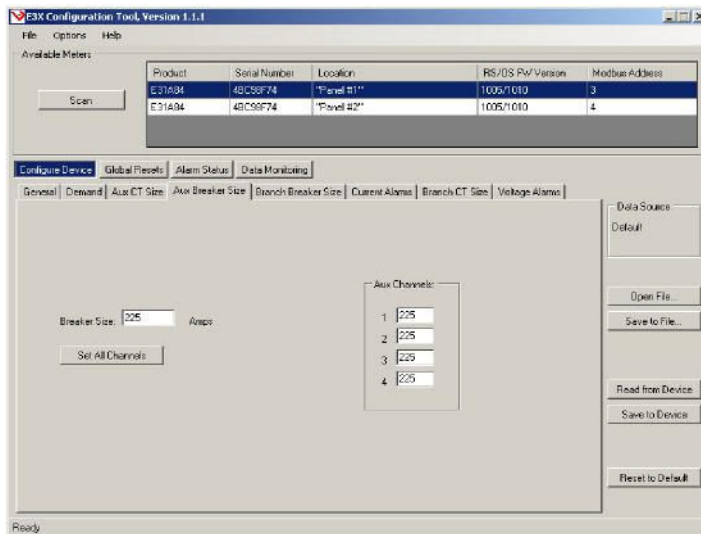 E3X Configuration Tool, Version 1.1.1
File Options Help
Available Meters
Scan
Product Serial Number Location RS/OS FW Version Modbus Address
E31A84 4BC98F74 "Panel #1" 1005/1010 3
E31A84 4BC98F74 "Panel #2" 1005/1010 4
Configure Device Global Resets Alarm Status Data Monitoring
General Demand Aux CT Size Aux Breaker Size Branch Breaker Size Current Alarms Branch CT Size Voltage Alarms
Data Source
Default
Aux Channels:
Breaker Size: 225 Amps
Set All Channels
1 225
2 225
3 225
4 225
Open File...
Save to File...
Read from Device
Save to Device
Reset to Default
Ready